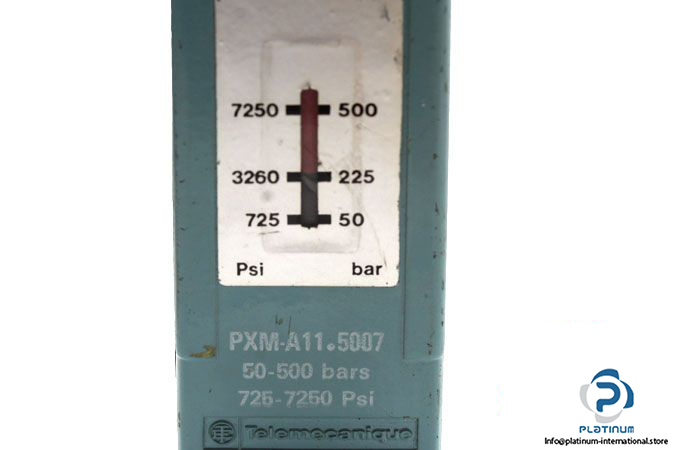 7250 500
3260 225
725 50
Psi bar
PXM-A11.5007
50-500 bars
725-7250 Psi
TE Telemecanique
PLATINUM
Info@platinum-international.store